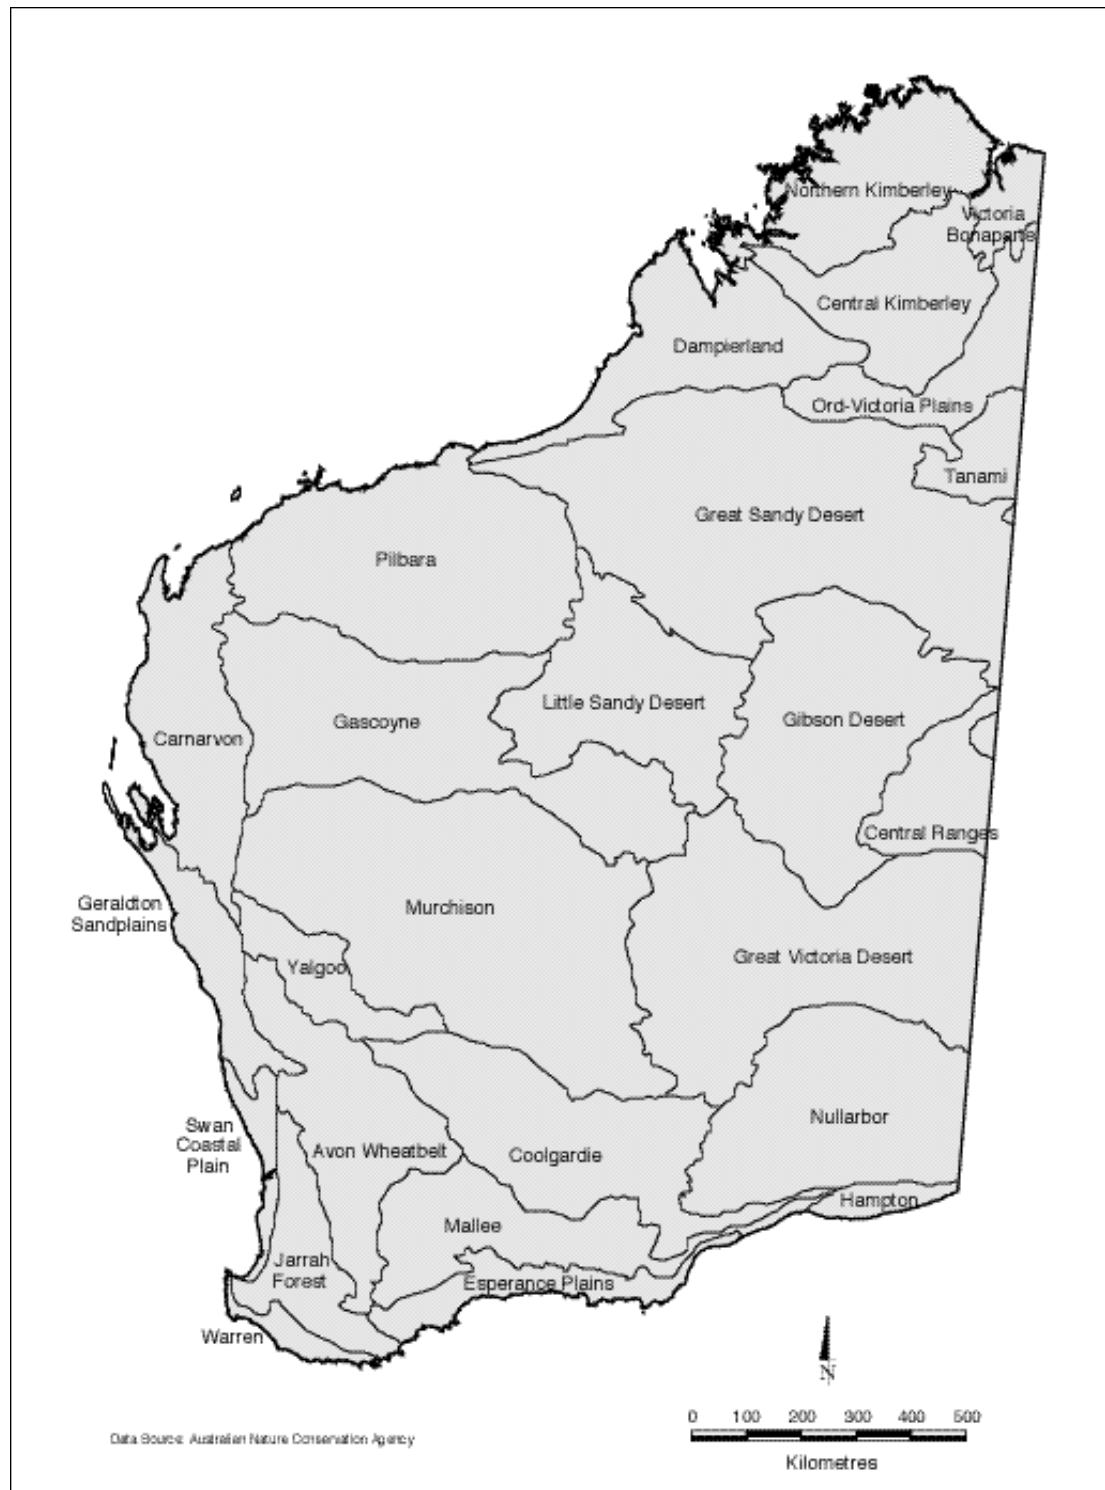 Northern Kimberley
Victoria
Bonaparte
Central Kimberley
Dampierland
Ord-Victoria Plains
Tanami
Great Sandy Desert
Pilbara
Little Sandy Desert
Gibson Desert
Gascoyne
Carnarvon
Central Ranges
Geraldton
Sandplains
Murchison
Yalgoo
Great Victoria Desert
Nullarbor
Swan
Coastal
Plain
Avon Wheatbelt
Coolgardie
Hampton
Mallee
Jarrah
Forest
Esperance Plains
Warren
N
0 100 200 300 400 500
Kilometres
Data Source: Australian Nature Conservation Agency